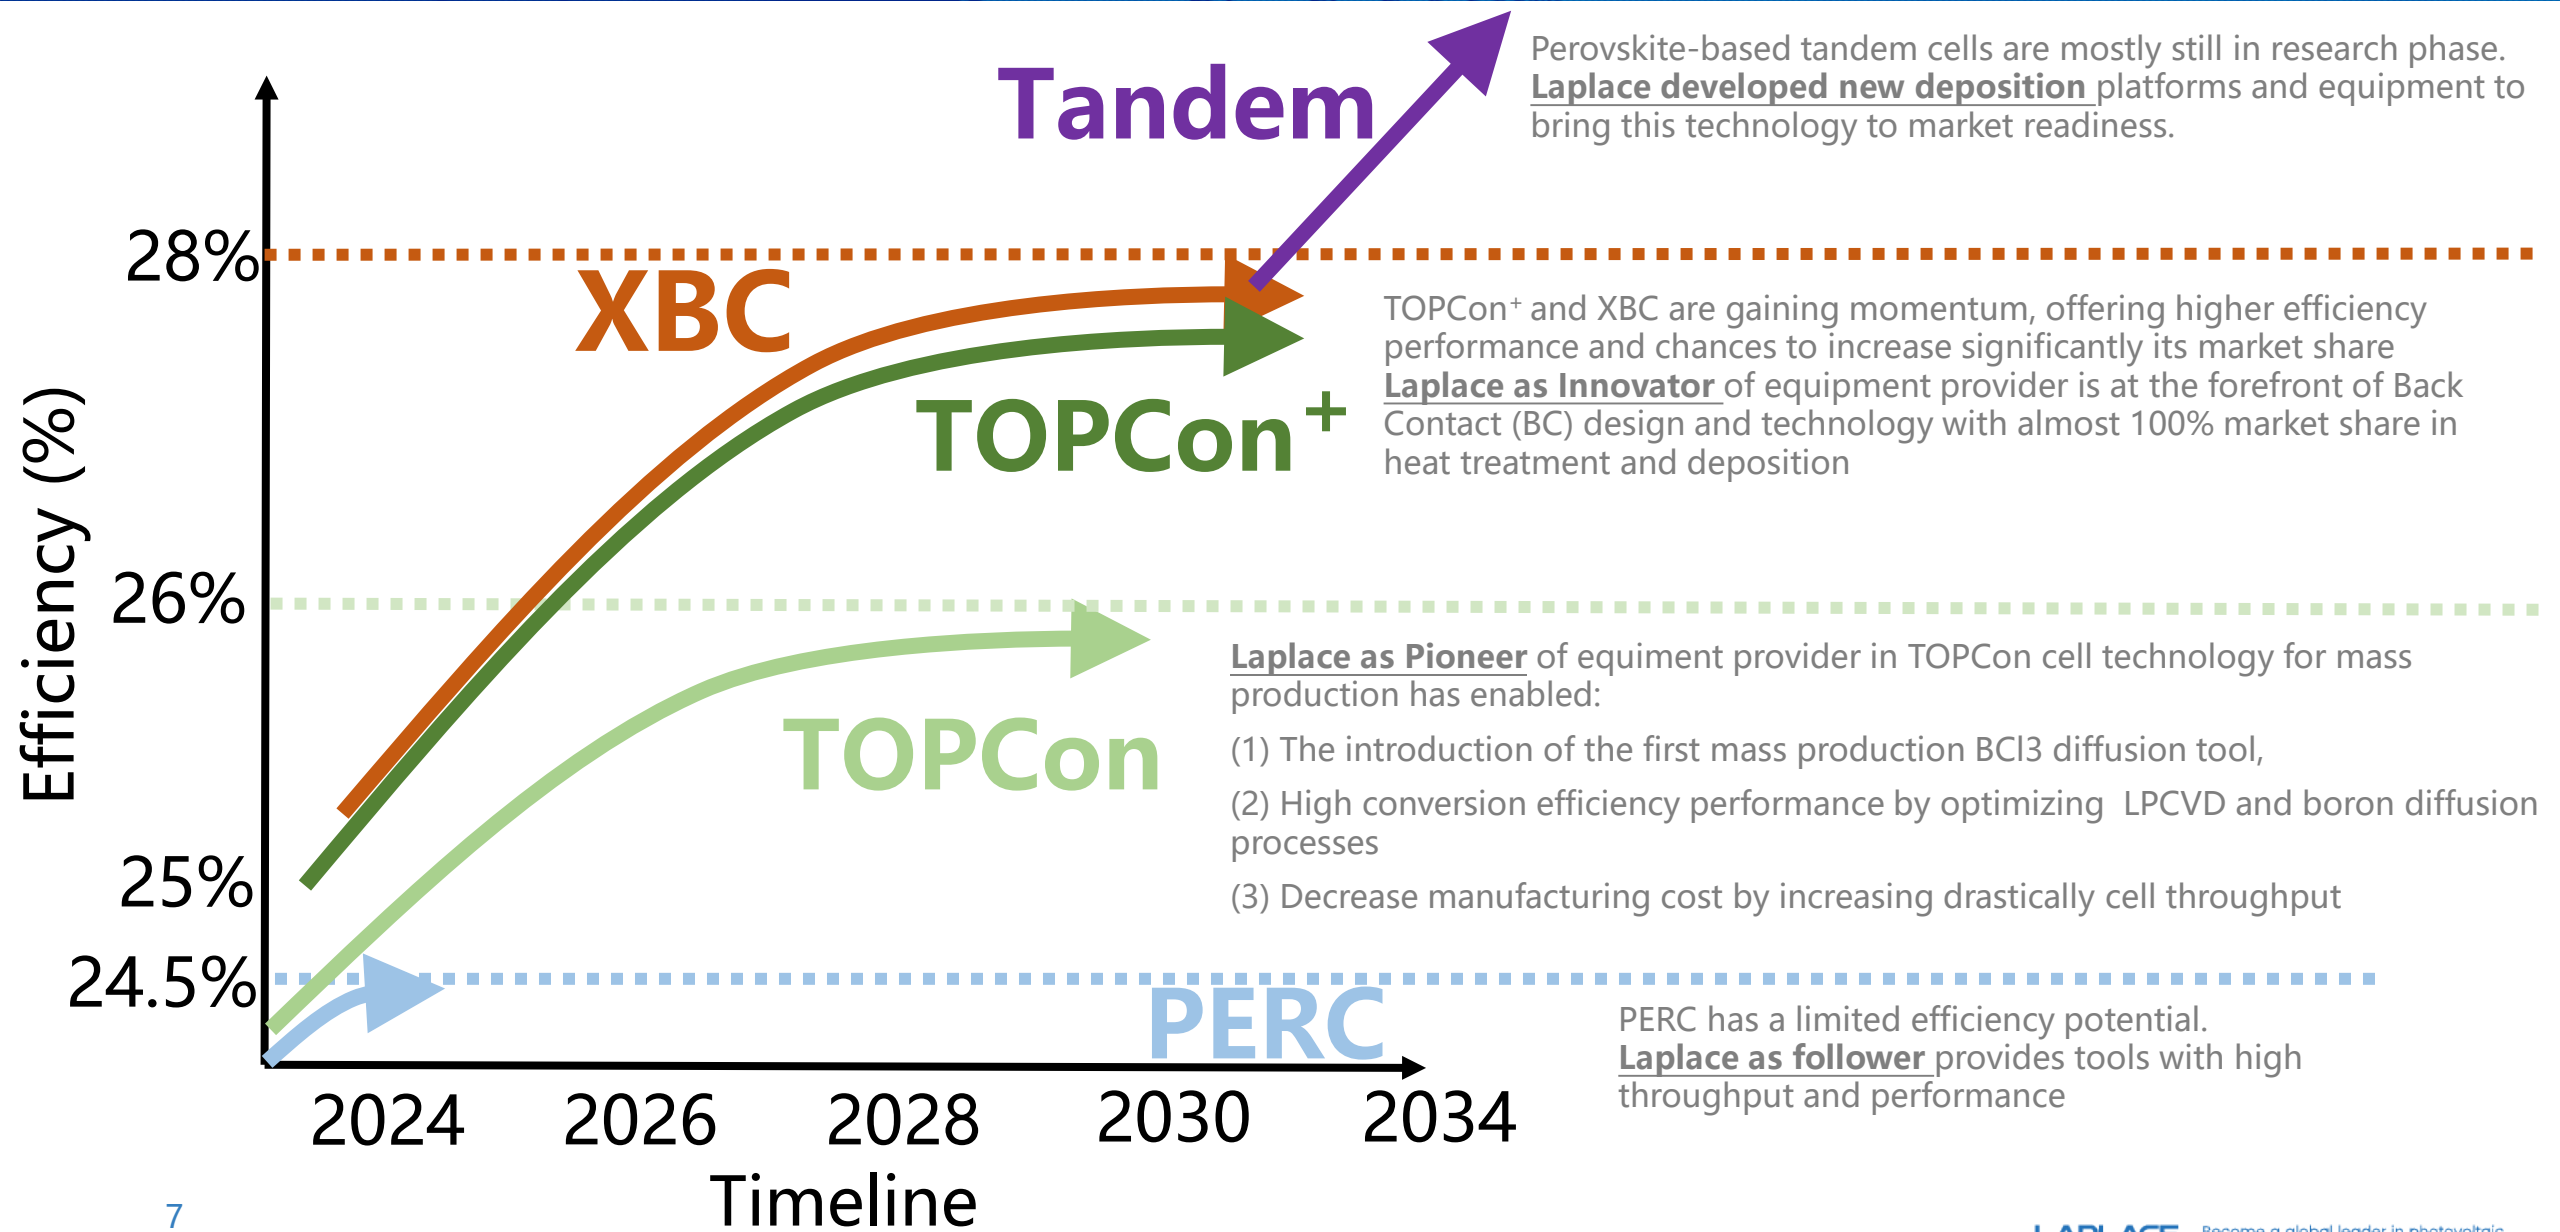 Tandem
Perovskite-based tandem cells are mostly still in research phase.
Laplace developed new deposition platforms and equipment to
bring this technology to market readiness.
28%
XBC
TOPCon⁺
TOPCon⁺ and XBC are gaining momentum, offering higher efficiency
performance and chances to increase significantly its market share
Laplace as Innovator of equipment provider is at the forefront of Back
Contact (BC) design and technology with almost 100% market share in
heat treatment and deposition
Efficiency (%)
26%
TOPCon
Laplace as Pioneer of equiment provider in TOPCon cell technology for mass
production has enabled:
(1) The introduction of the first mass production BCl3 diffusion tool,
(2) High conversion efficiency performance by optimizing LPCVD and boron diffusion
processes
(3) Decrease manufacturing cost by increasing drastically cell throughput
25%
24.5%
PERC
PERC has a limited efficiency potential.
Laplace as follower provides tools with high
throughput and performance
2024 2026 2028 2030 2034
Timeline
7
LAPLACE Become a global leader in photovoltaic